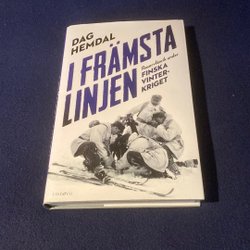 DAG
HEMDAL
I FRÄMSTA
LINJEN
FINSKA
VINTER-
KRIGET